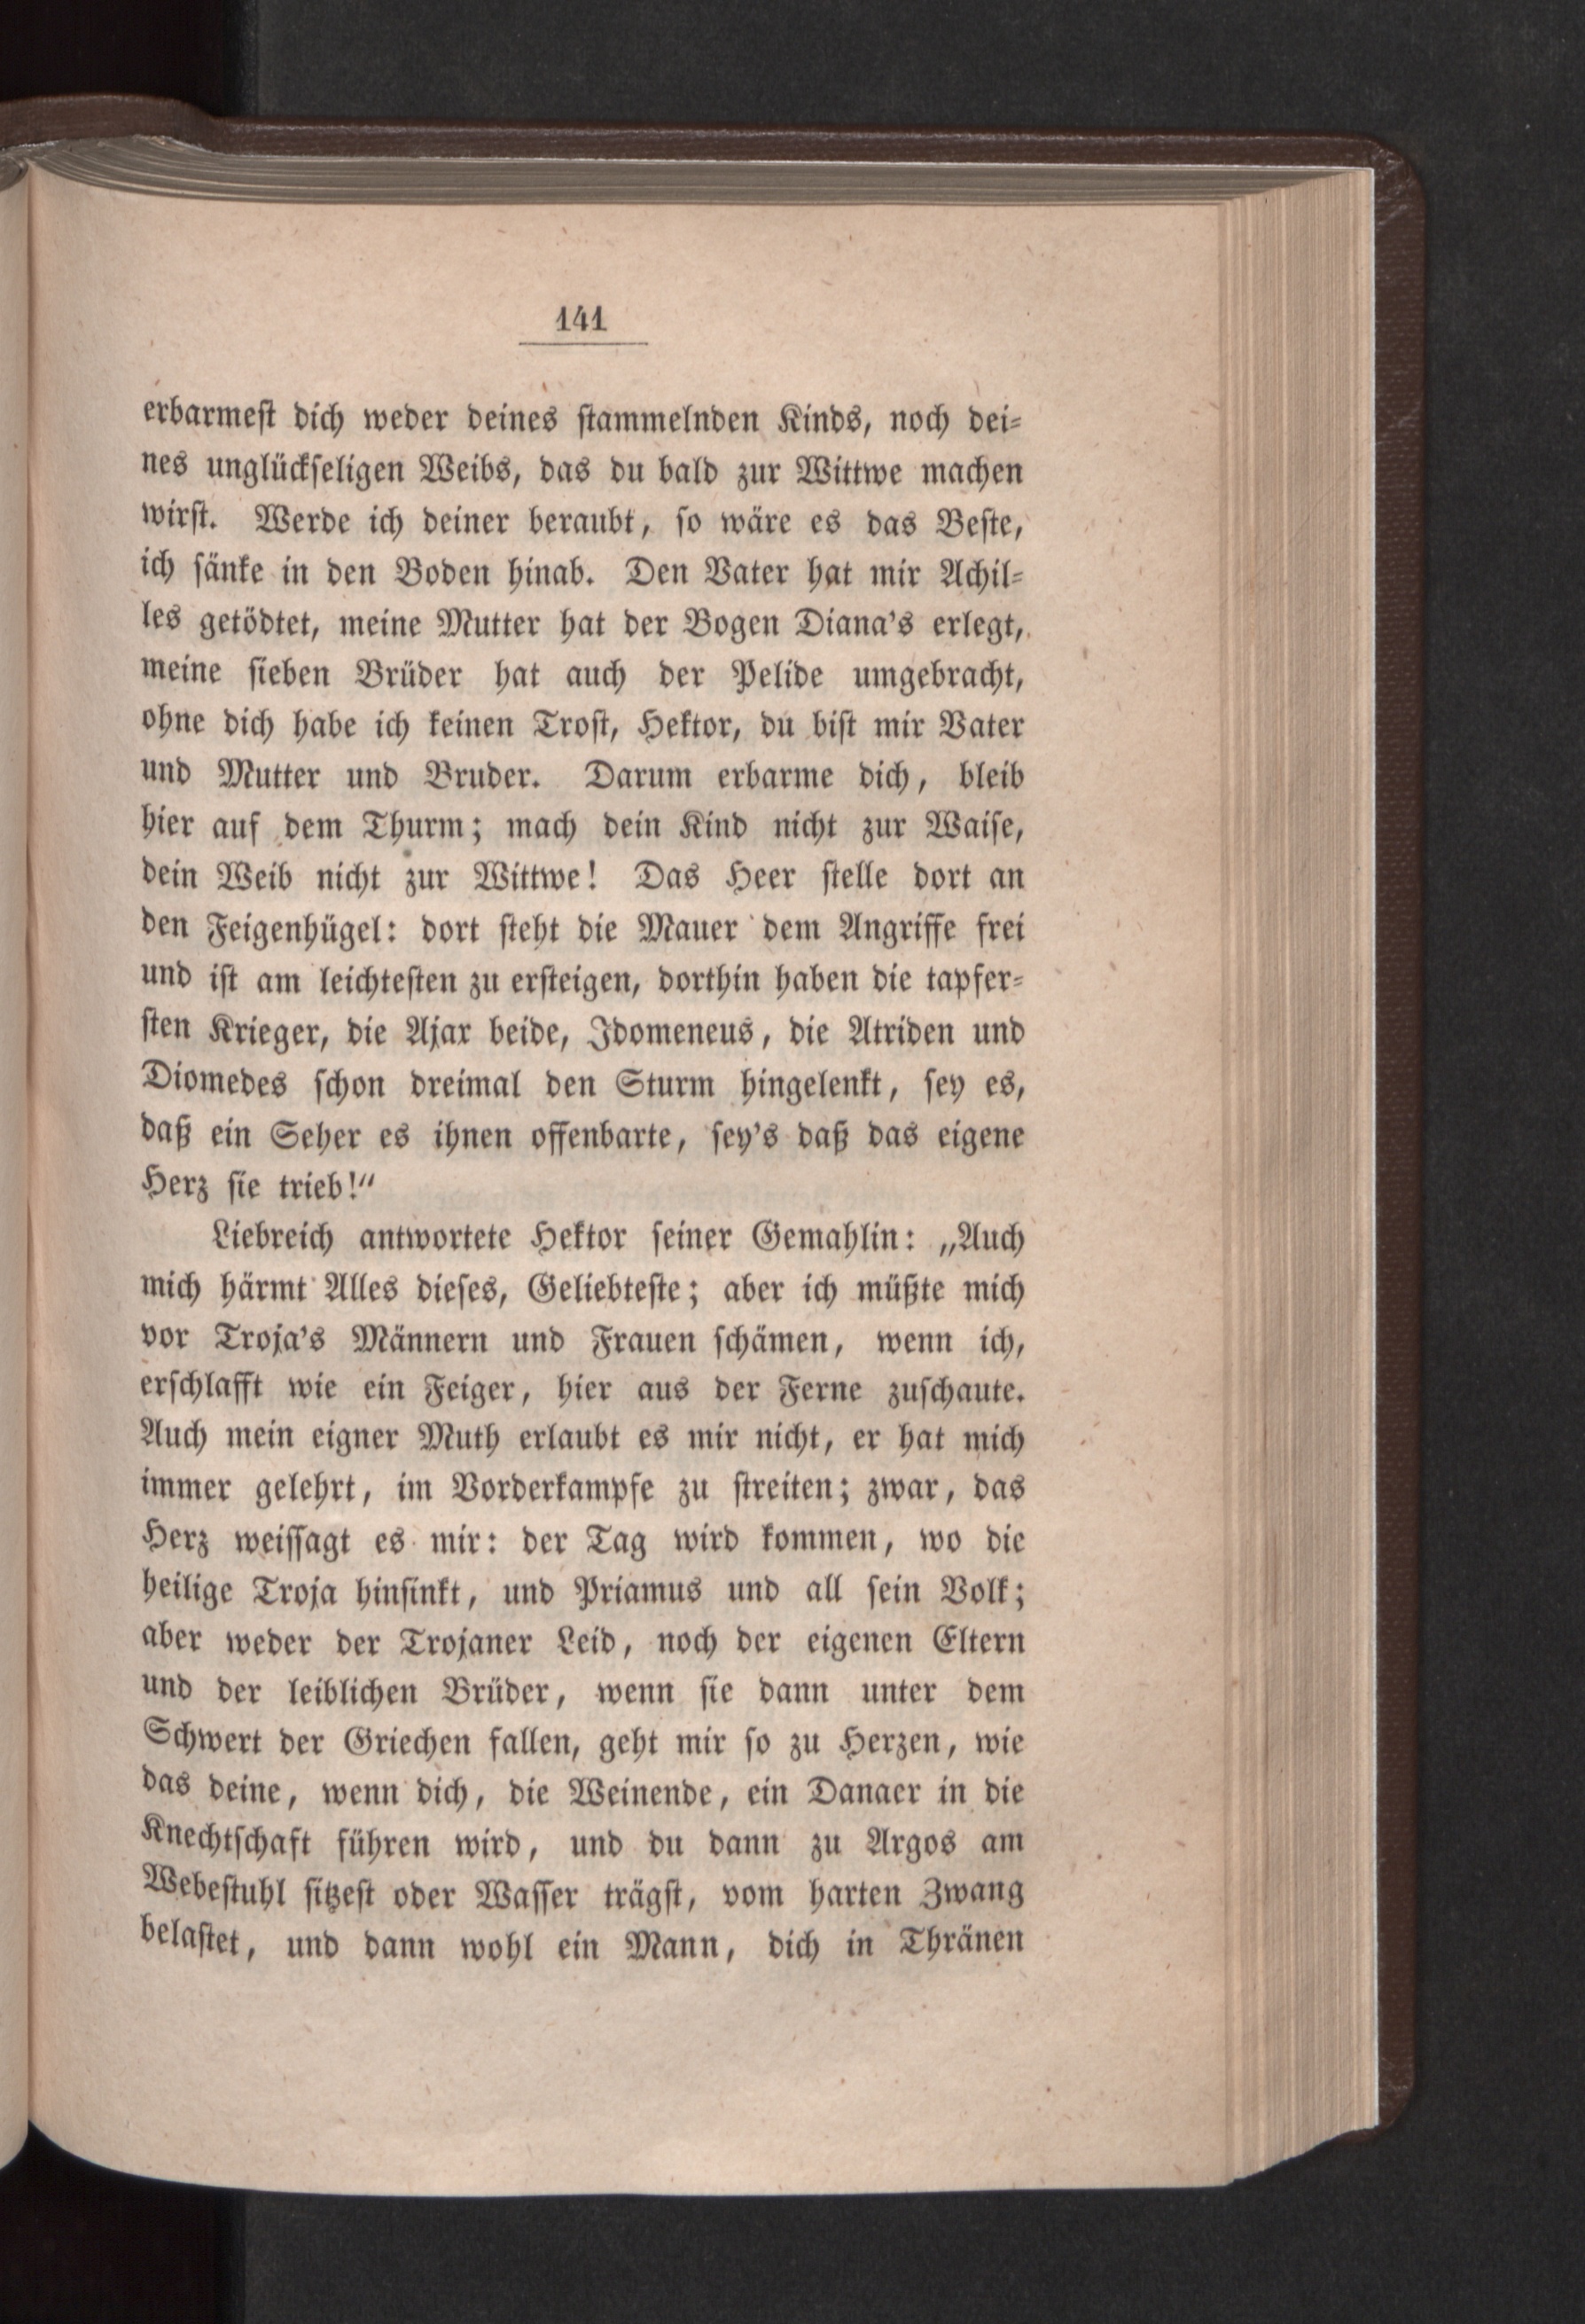 141
erbarmest dich weder deines stammelnden Kinds, noch dei-
nes unglückseligen Weibs, das du bald zur Wittwe machen
wirst. Werde ich deiner beraubt, so wäre es das Beste,
ich sänke in den Boden hinab. Den Vater hat mir Achil-
les getödtet, meine Mutter hat der Bogen Diana's erlegt,
meine sieben Brüder hat auch der Pelide umgebracht,
ohne dich habe ich keinen Trost, Hektor, du bist mir Vater
und Mutter und Bruder. Darum erbarme dich, bleib
hier auf dem Thurm; mach dein Kind nicht zur Waise,
dein Weib nicht zur Wittwe! Das Heer stelle dort an
den Feigenhügel: dort steht die Mauer dem Angriffe frei
und ist am leichtesten zu ersteigen, dorthin haben die tapfer-
sten Krieger, die Ajax beide, Idomeneus, die Atriden und
Diomedes schon dreimal den Sturm hingelenkt, sey es,
daß ein Seher es ihnen offenbarte, sey's daß das eigene
Herz sie trieb!“
Liebreich antwortete Hektor seiner Gemahlin: „Auch
mich härmt Alles dieses, Geliebteste; aber ich müßte mich
vor Troja's Männern und Frauen schämen, wenn ich,
erschlafft wie ein Feiger, hier aus der Ferne zuschaute.
Auch mein eigner Muth erlaubt es mir nicht, er hat mich
immer gelehrt, im Vorderkampfe zu streiten; zwar, das
Herz weissagt es mir: der Tag wird kommen, wo die
heilige Troja hinsinkt, und Priamus und all sein Volk;
aber weder der Trojaner Leid, noch der eigenen Eltern
und der leiblichen Brüder, wenn sie dann unter dem
Schwert der Griechen fallen, geht mir so zu Herzen, wie
das deine, wenn dich, die Weinende, ein Danaer in die
Knechtschaft führen wird, und du dann zu Argos am
Webestuhl sitzest oder Wasser trägst, vom harten Zwang
belastet, und dann wohl ein Mann, dich in Thränen